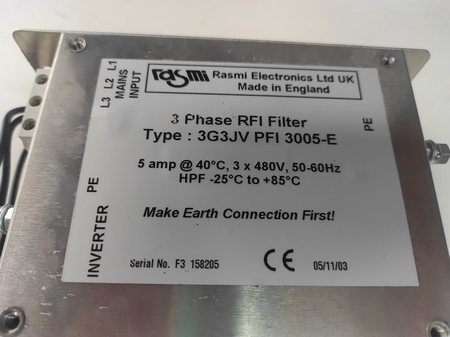 rasmi
Rasmi Electronics Ltd UK
Made in England
L3 L2 L1
MAINS
INPUT
3 Phase RFI Filter
Type : 3G3JV PFI 3005-E
PE
5 amp @ 40°C, 3 x 480V, 50-60Hz
HPF -25°C to +85°C
Make Earth Connection First!
INVERTER PE
Serial No. F3 158205
CE
05/11/03